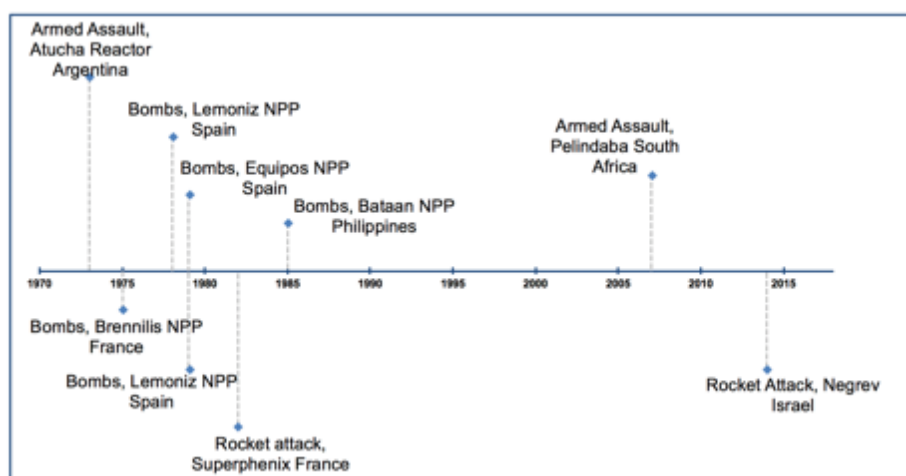 Armed Assault,
Atucha Reactor
Argentina
Bombs, Lemoniz NPP
Spain
Bombs, Equipos NPP
Spain
Bombs, Bataan NPP
Philippines
Armed Assault,
Pelindaba South
Africa
1970 1975 1980 1985 1990 1995 2000 2005 2010 2015
Bombs, Brennilis NPP
France
Bombs, Lemoniz NPP
Spain
Rocket attack,
Superphenix France
Rocket Attack, Negrev
Israel